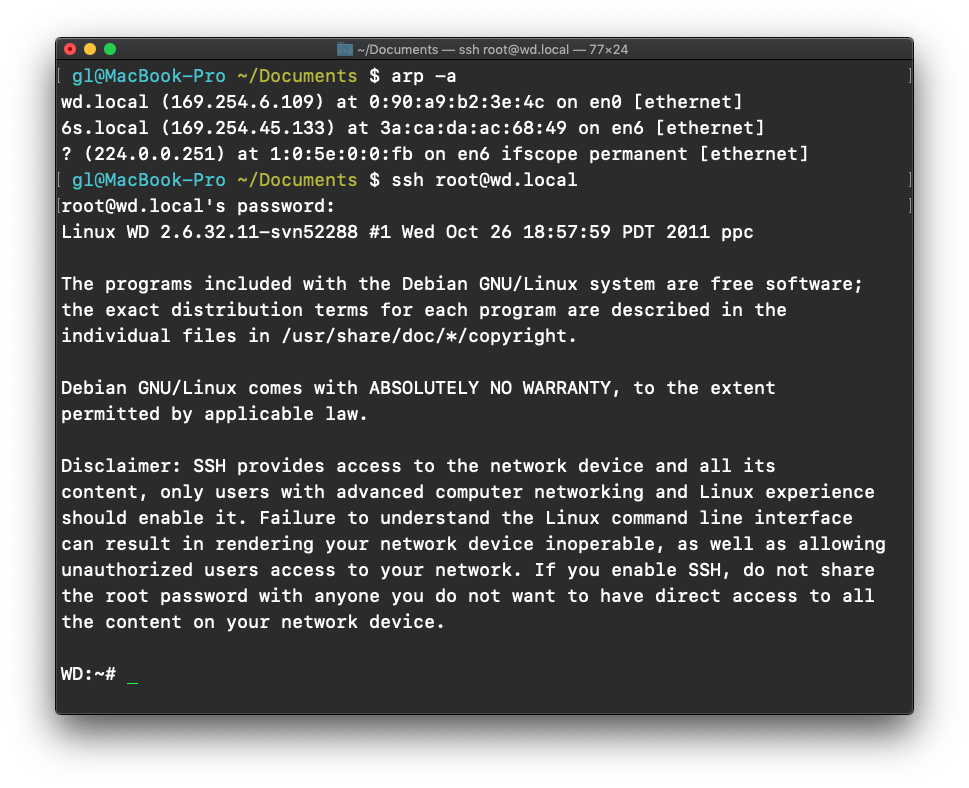 ~/Documents — ssh root@wd.local — 77×24
[ gl@MacBook-Pro ~/Documents $ arp -a ]
wd.local (169.254.6.109) at 0:90:a9:b2:3e:4c on en0 [ethernet]
6s.local (169.254.45.133) at 3a:ca:da:ac:68:49 on en6 [ethernet]
? (224.0.0.251) at 1:0:5e:0:0:fb on en6 ifscope permanent [ethernet]
[ gl@MacBook-Pro ~/Documents $ ssh root@wd.local ]
[root@wd.local's password: ]
Linux WD 2.6.32.11-svn52288 #1 Wed Oct 26 18:57:59 PDT 2011 ppc

The programs included with the Debian GNU/Linux system are free software;
the exact distribution terms for each program are described in the
individual files in /usr/share/doc/*/copyright.

Debian GNU/Linux comes with ABSOLUTELY NO WARRANTY, to the extent
permitted by applicable law.

Disclaimer: SSH provides access to the network device and all its
content, only users with advanced computer networking and Linux experience
should enable it. Failure to understand the Linux command line interface
can result in rendering your network device inoperable, as well as allowing
unauthorized users access to your network. If you enable SSH, do not share
the root password with anyone you do not want to have direct access to all
the content on your network device.

WD:~# _